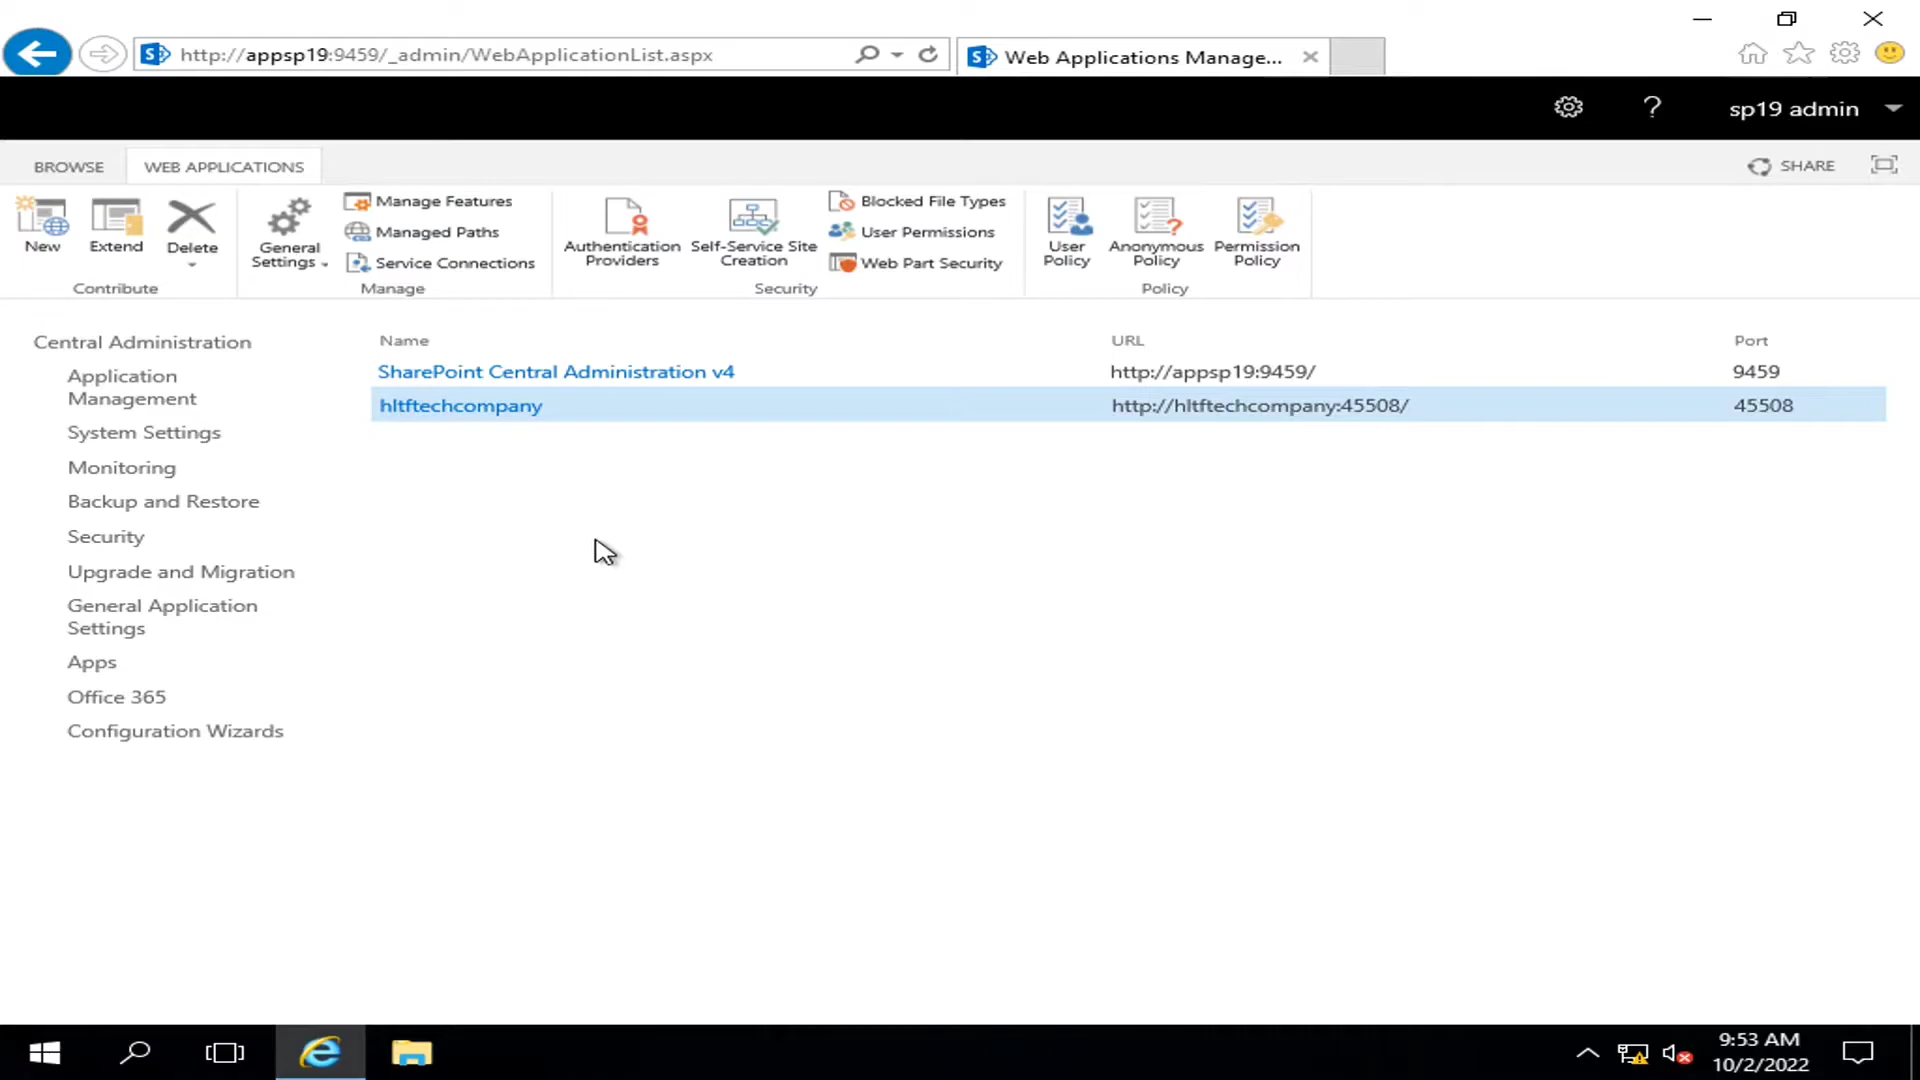 http://appsp19:9459/_admin/WebApplicationList.aspx
Web Applications Manage...
sp19 admin
BROWSE
WEB APPLICATIONS
SHARE
New
Extend
Delete
Contribute
General
Settings
Manage Features
Managed Paths
Service Connections
Manage
Authentication
Providers
Self-Service Site
Creation
Blocked File Types
User Permissions
Web Part Security
Security
User
Policy
Anonymous
Policy
Permission
Policy
Policy
Central Administration
Application
Management
System Settings
Monitoring
Backup and Restore
Security
Upgrade and Migration
General Application
Settings
Apps
Office 365
Configuration Wizards
Name URL Port
SharePoint Central Administration v4 http://appsp19:9459/ 9459
hltftechcompany http://hltftechcompany:45508/ 45508
9:53 AM
10/2/2022